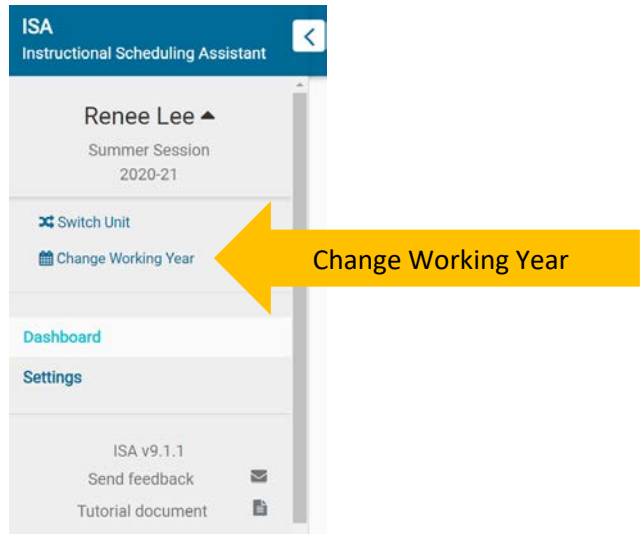 ISA
Instructional Scheduling Assistant
Renee Lee
Summer Session
2020-21
Switch Unit
Change Working Year
Change Working Year
Dashboard
Settings
ISA v9.1.1
Send feedback
Tutorial document